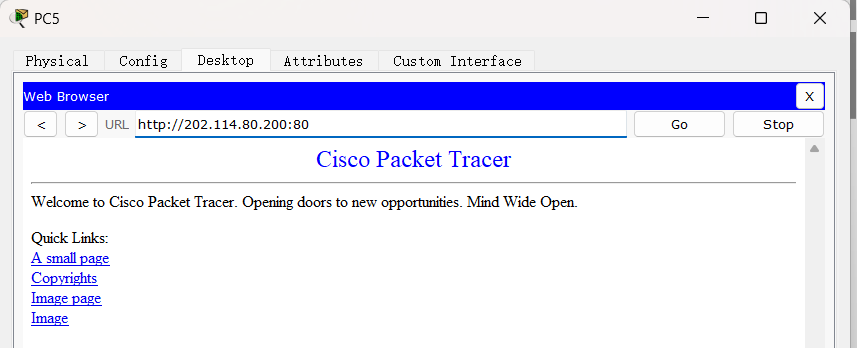 PC5
Physical Config Desktop Attributes Custom Interface
Web Browser X
< > URL http://202.114.80.200:80 Go Stop
Cisco Packet Tracer
Welcome to Cisco Packet Tracer. Opening doors to new opportunities. Mind Wide Open.
Quick Links:
A small page
Copyrights
Image page
Image